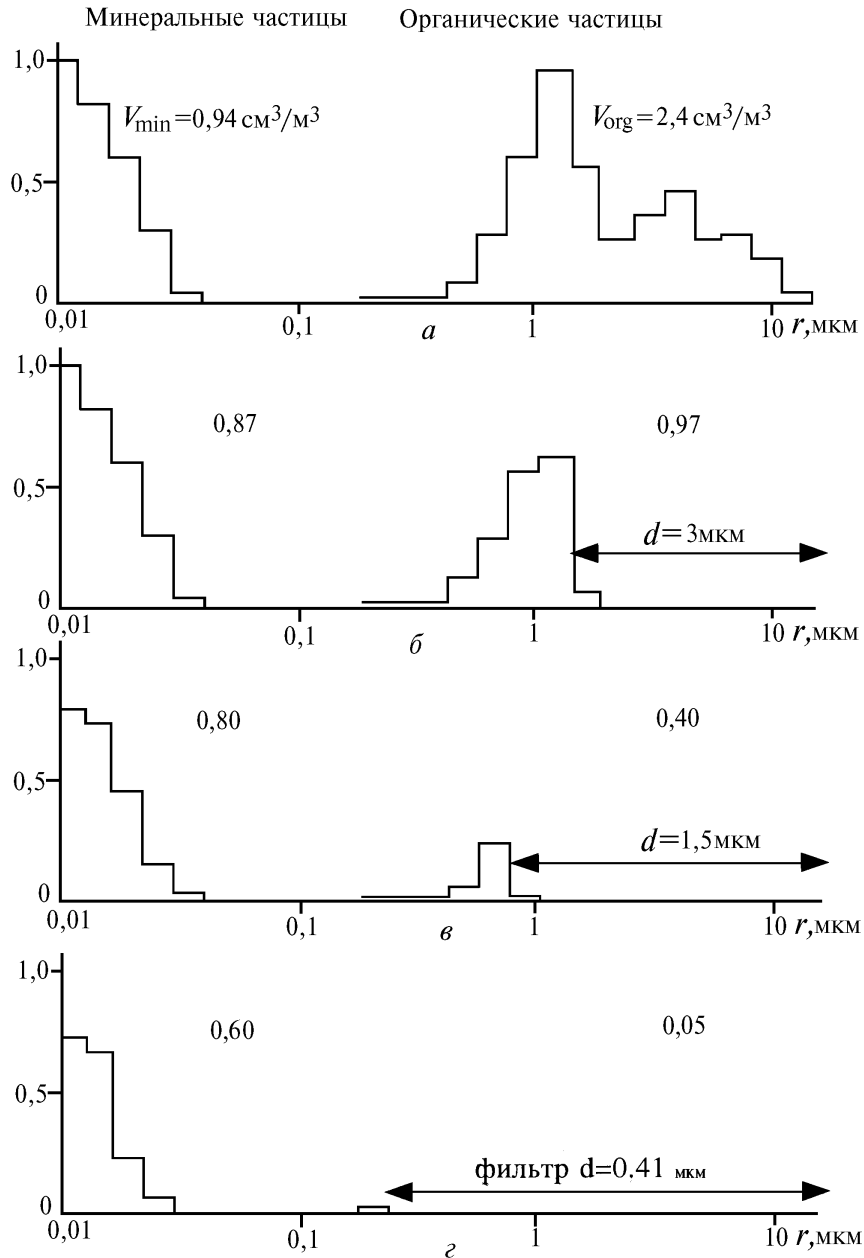 Минеральные частицы Органические частицы
1,0
Vmin=0,94 см³/м³ Vorg=2,4 см³/м³
0,5
0
0,01 0,1 а 1 10 r, мкм
1,0
0,87 0,97
0,5
d=3мкм
0
0,01 0,1 б 1 10 r, мкм
1,0
0,80 0,40
0,5
d=1,5мкм
0
0,01 0,1 в 1 10 r, мкм
1,0
0,60 0,05
0,5
фильтр d=0.41 мкм
0
0,01 0,1 г 1 10 r, мкм